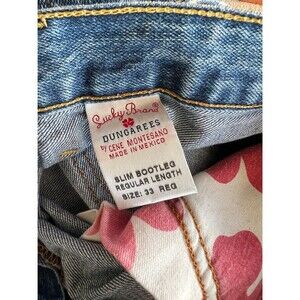 Lucky Brand
DUNGAREES
by GENE MONTESANO
MADE IN MEXICO
SLIM BOOTLEG
REGULAR LENGTH
SIZE: 33 REG